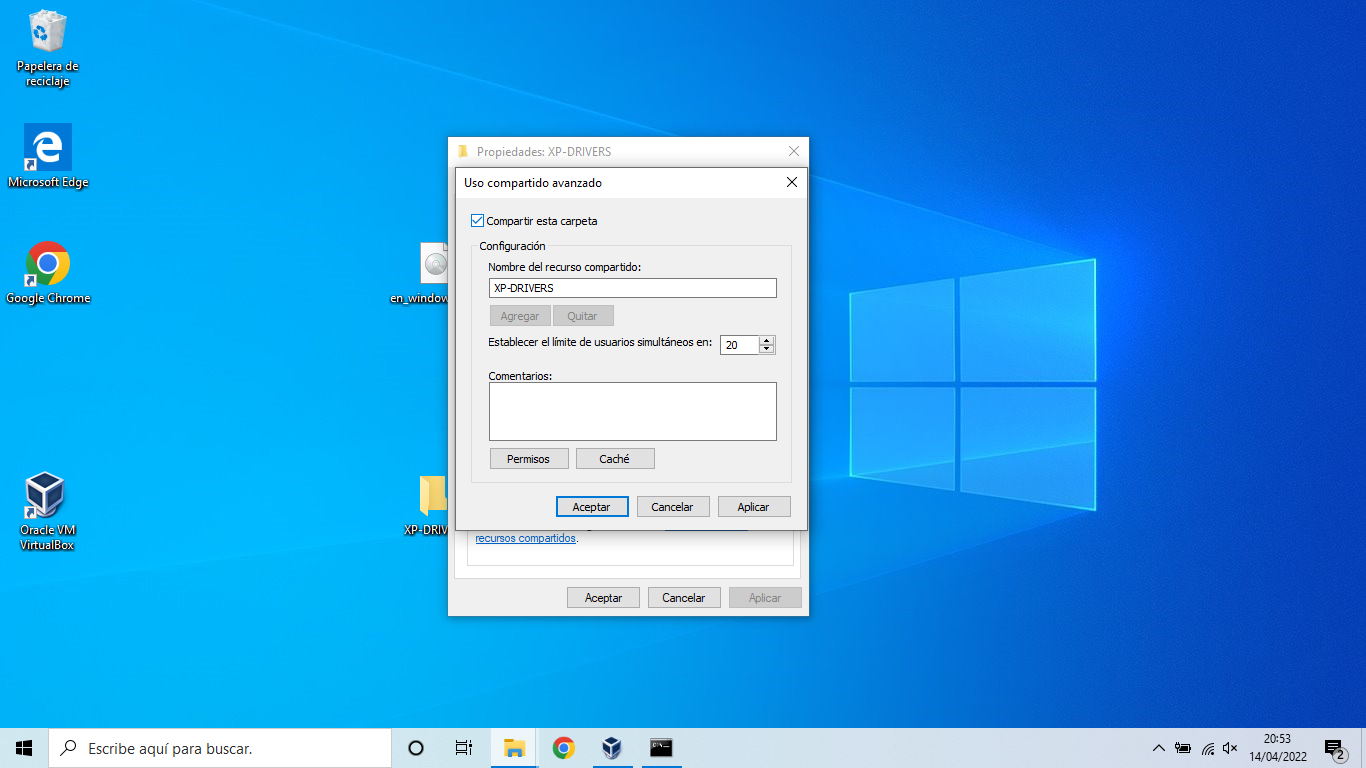 Papelera de
reciclaje
Microsoft Edge
Google Chrome
Oracle VM
VirtualBox
en_window
XP-DRIV
Propiedades: XP-DRIVERS
Uso compartido avanzado
Compartir esta carpeta
Configuración
Nombre del recurso compartido:
XP-DRIVERS
Agregar
Quitar
Establecer el límite de usuarios simultáneos en:
20
Comentarios:
Permisos
Caché
Aceptar
Cancelar
Aplicar
recursos compartidos.
Aceptar
Cancelar
Aplicar
Escribe aquí para buscar.
20:53
14/04/2022
2